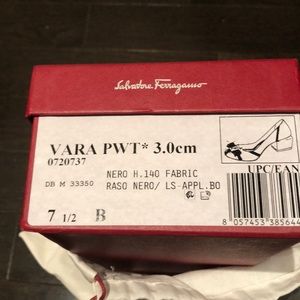 Salvatore Ferragamo
VARA PWT* 3.0cm
0720737
NERO H.140 FABRIC
DB M 33350
RASO NERO/ LS-APPL.BO
UPC/EAN
7 1/2 B
8 057453 385644